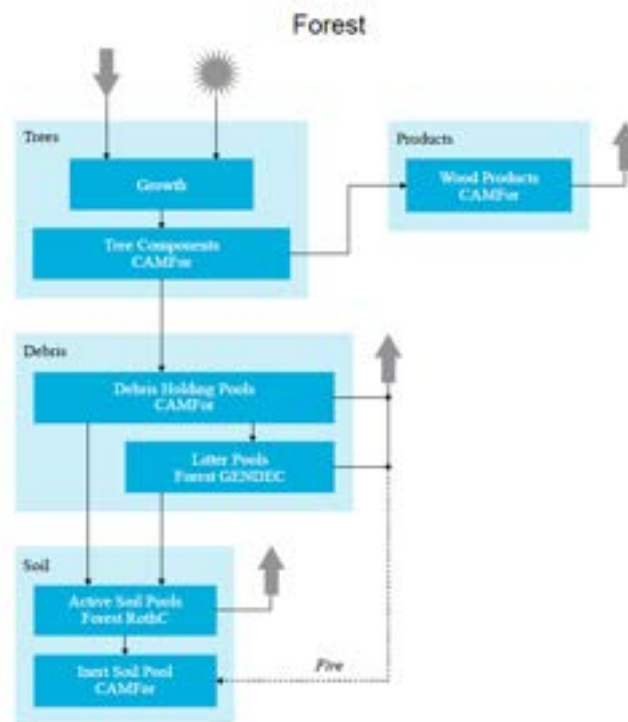 Forest
Trees
Growth
Tree Components
CAMFor
Products
Wood Products
CAMFor
Debris
Debris Holding Pools
CAMFor
Litter Pools
Forest GENDEC
Soil
Active Soil Pools
Forest RothC
Inert Soil Pool
CAMFor
Fire